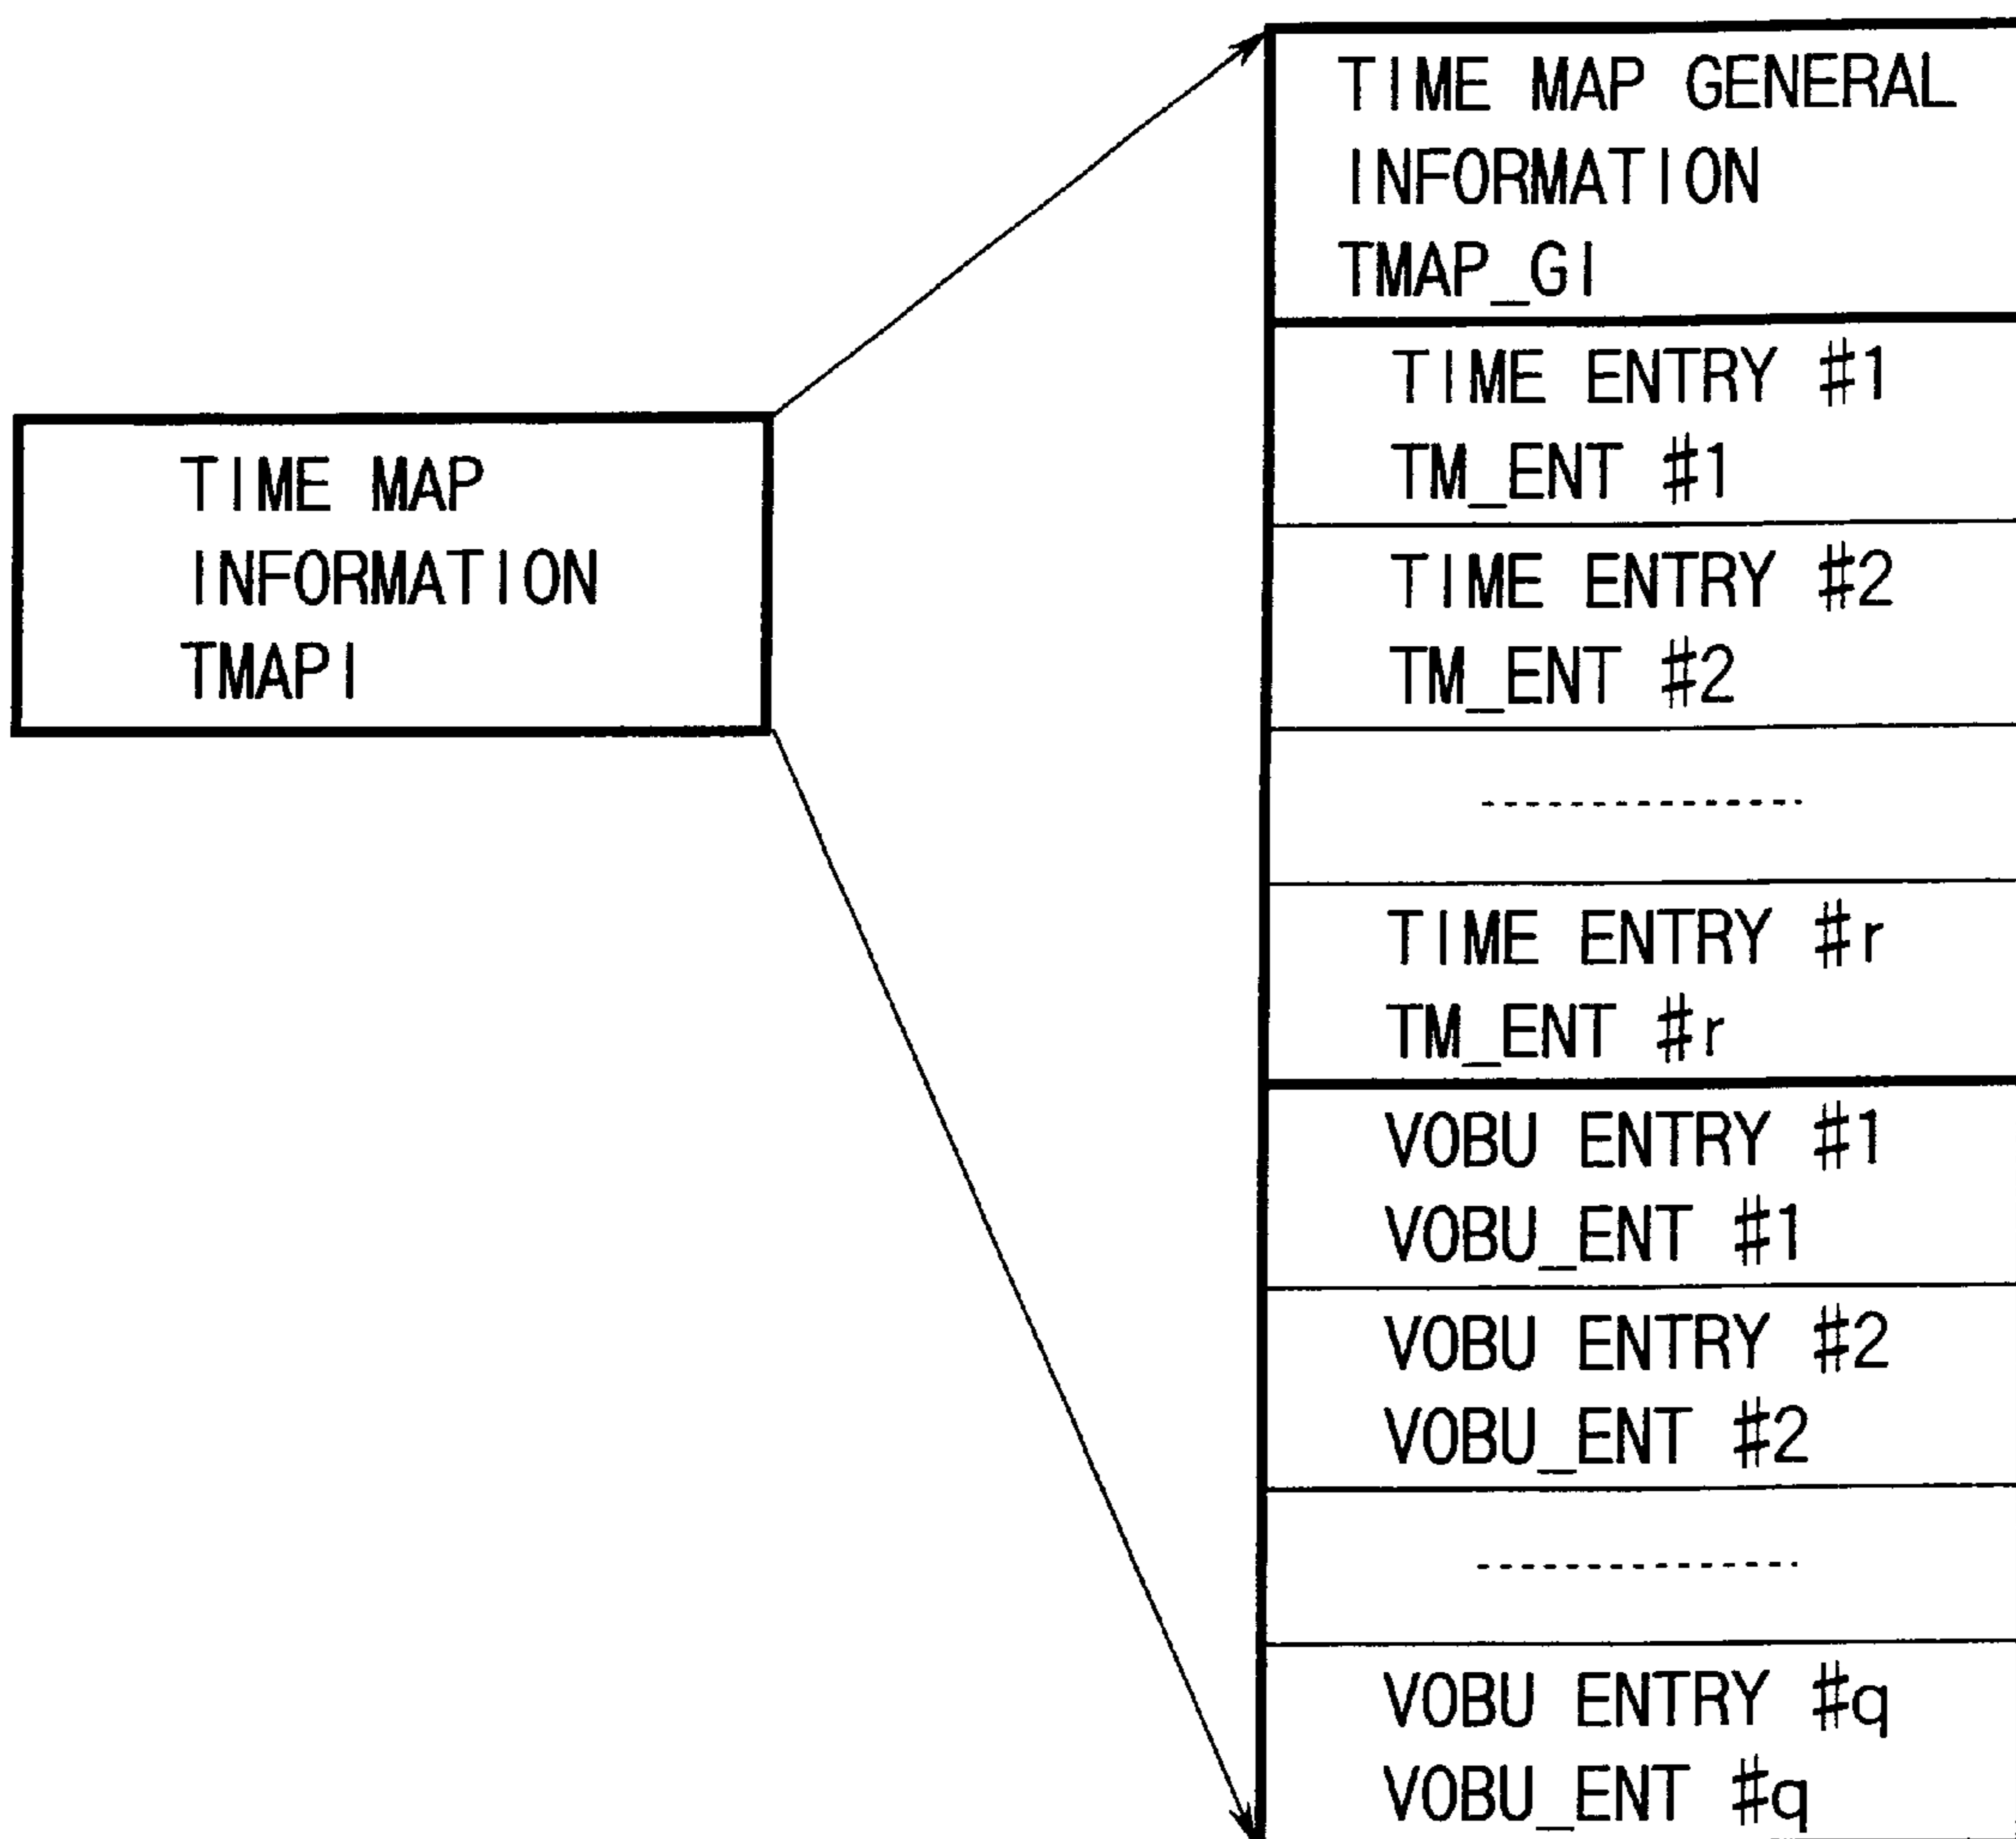 TIME MAP
INFORMATION
TMAPI
TIME MAP GENERAL
INFORMATION
TMAP_GI
TIME ENTRY #1
TM_ENT #1
TIME ENTRY #2
TM_ENT #2
TIME ENTRY #r
TM_ENT #r
VOBU ENTRY #1
VOBU_ENT #1
VOBU ENTRY #2
VOBU_ENT #2
VOBU ENTRY #q
VOBU_ENT #q